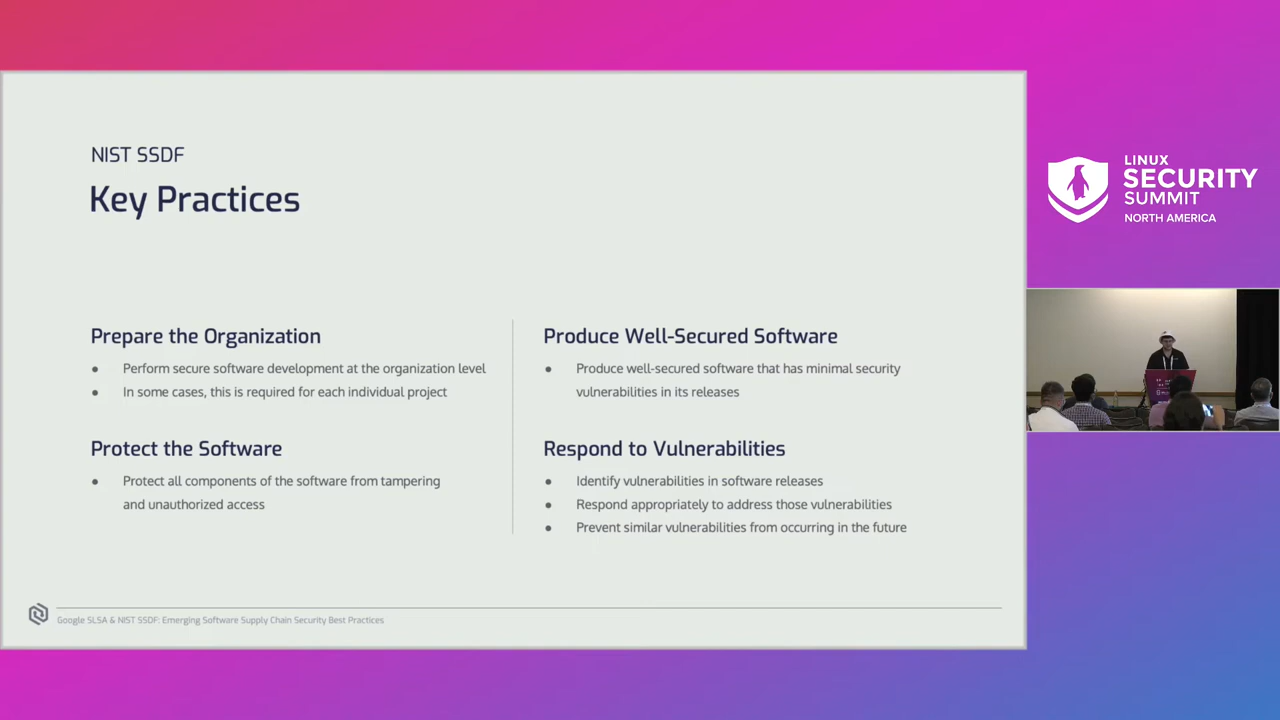 NIST SSDF
Key Practices
Prepare the Organization
● Perform secure software development at the organization level
● In some cases, this is required for each individual project
Protect the Software
● Protect all components of the software from tampering
and unauthorized access
Produce Well-Secured Software
● Produce well-secured software that has minimal security
vulnerabilities in its releases
Respond to Vulnerabilities
● Identify vulnerabilities in software releases
● Respond appropriately to address those vulnerabilities
● Prevent similar vulnerabilities from occurring in the future
Google SLSA & NIST SSDF: Emerging Software Supply Chain Security Best Practices
LINUX
SECURITY
SUMMIT
NORTH AMERICA